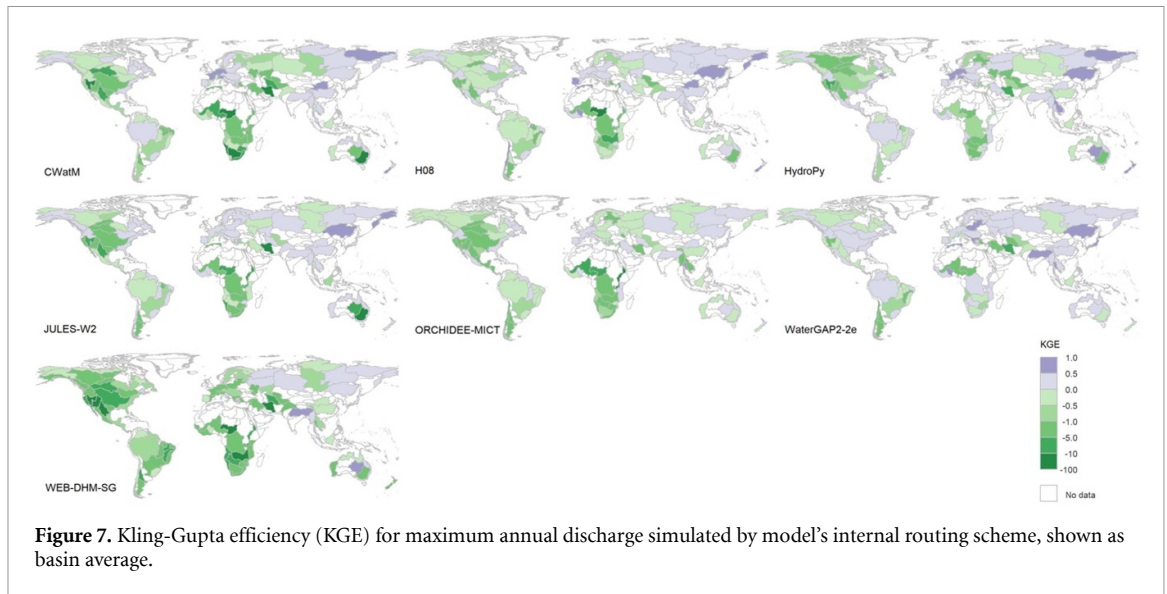 CWatM
H08
HydroPy
JULES-W2
ORCHIDEE-MICT
WaterGAP2-2e
WEB-DHM-SG
KGE
1.0
0.5
0.0
-0.5
-1.0
-5.0
-10
-100
No data
Figure 7. Kling-Gupta efficiency (KGE) for maximum annual discharge simulated by model's internal routing scheme, shown as
basin average.